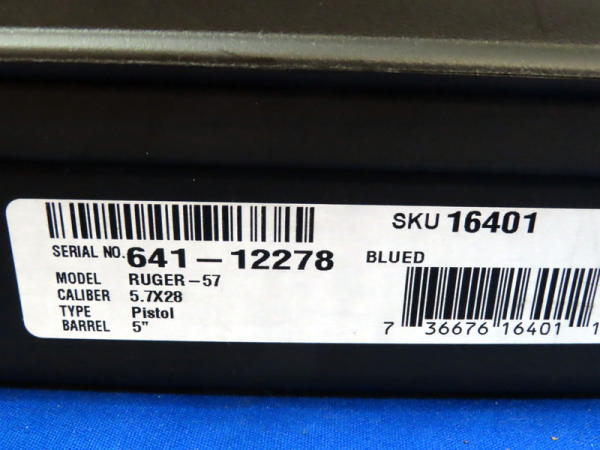 SKU 16401
SERIAL NO. 641-12278
BLUED
MODEL RUGER-57
CALIBER 5.7X28
TYPE Pistol
BARREL 5"
7 36676 16401 1